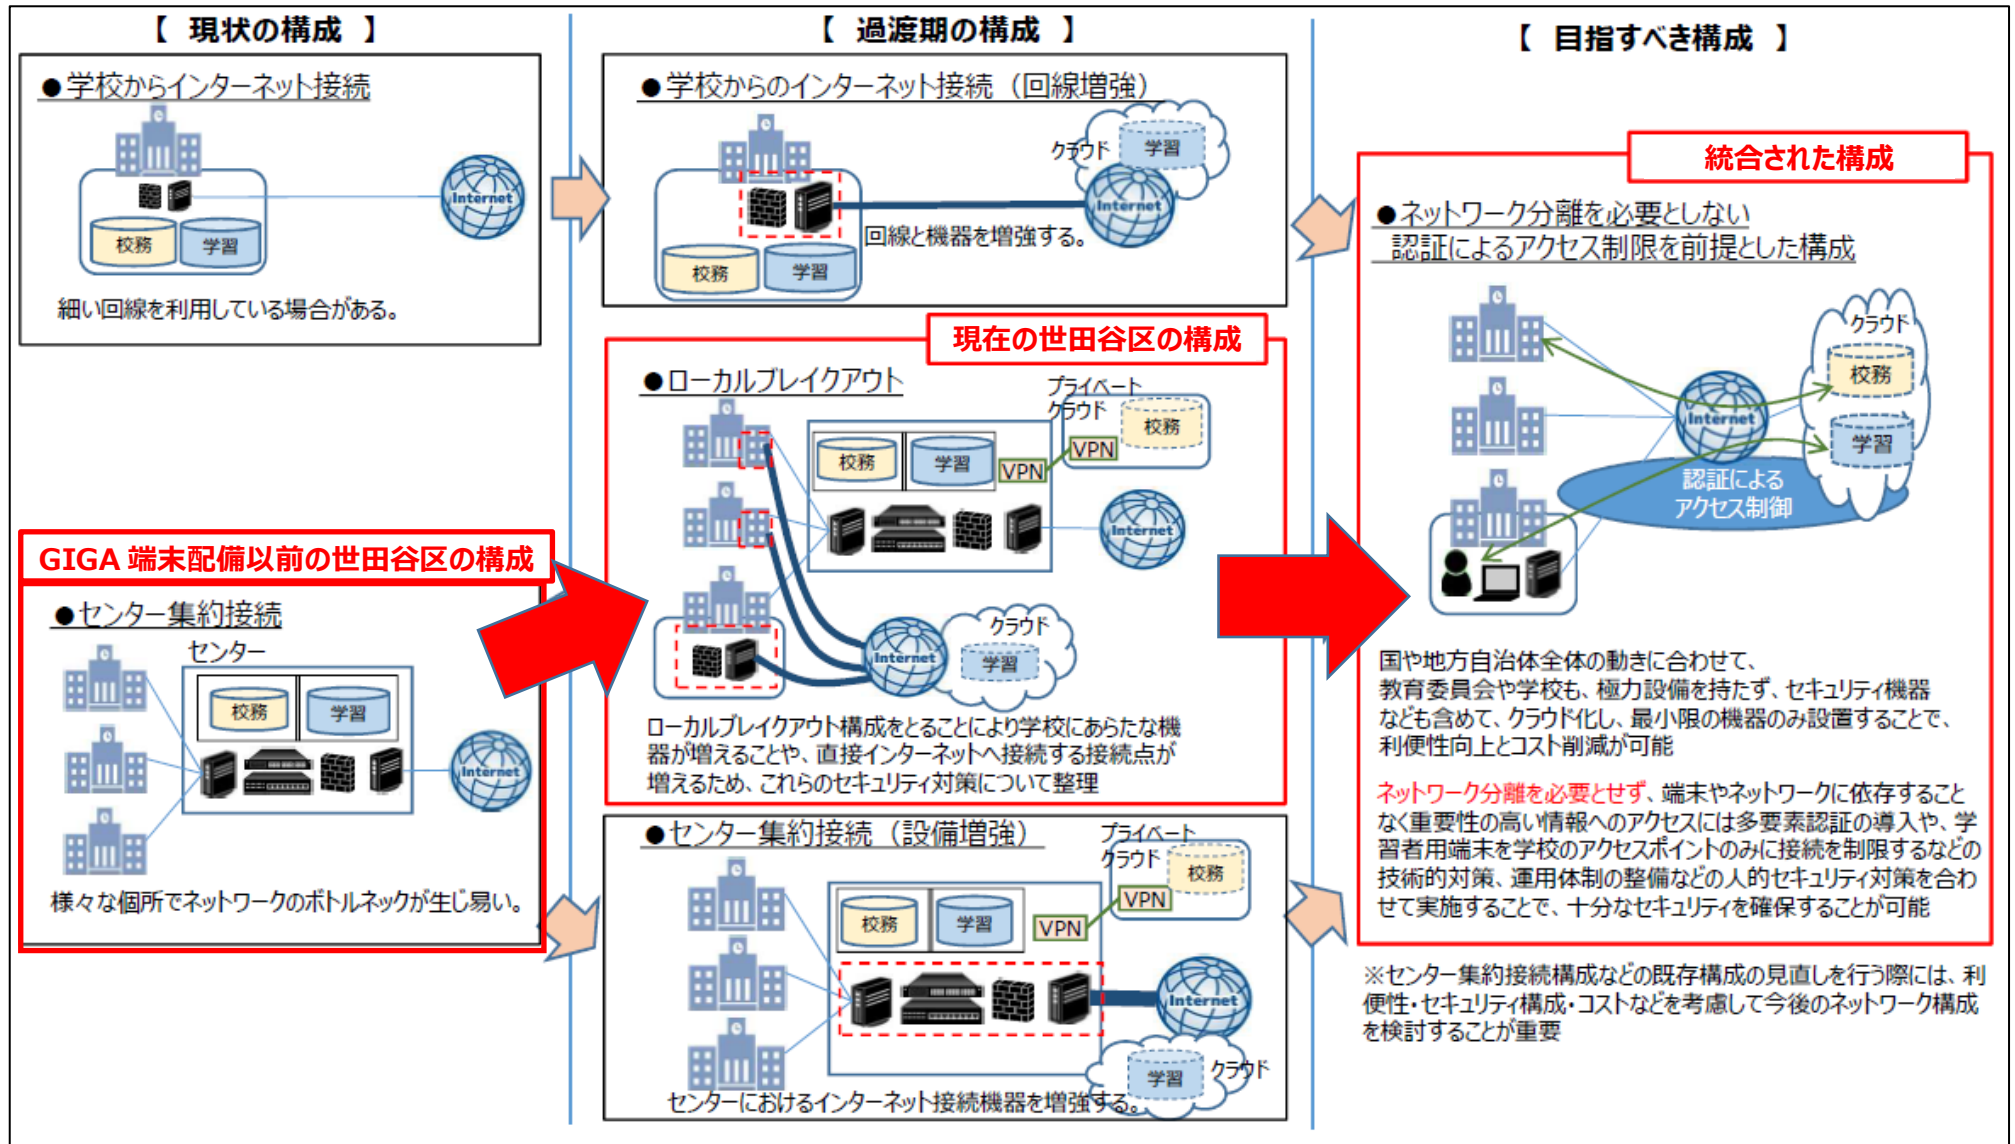 【 現状の構成 】
●学校からインターネット接続
Internet
校務
学習
細い回線を利用している場合がある。
GIGA 端末配備以前の世田谷区の構成
●センター集約接続
センター
校務
学習
Internet
様々な個所でネットワークのボトルネックが生じ易い。
【 過渡期の構成 】
●学校からのインターネット接続（回線増強）
クラウド
学習
Internet
回線と機器を増強する。
校務
学習
現在の世田谷区の構成
●ローカルブレイクアウト
プライベート
クラウド
校務
VPN
校務
学習
VPN
Internet
クラウド
Internet
学習
ローカルブレイクアウト構成をとることにより学校にあらたな機
器が増えることや、直接インターネットへ接続する接続点が
増えるため、これらのセキュリティ対策について整理
●センター集約接続（設備増強）
プライベート
クラウド
校務
VPN
校務
学習
VPN
Internet
クラウド
学習
センターにおけるインターネット接続機器を増強する。
【 目指すべき構成 】
統合された構成
●ネットワーク分離を必要としない
認証によるアクセス制限を前提とした構成
クラウド
校務
Internet
学習
認証による
アクセス制御
国や地方自治体全体の動きに合わせて、
教育委員会や学校も、極力設備を持たず、セキュリティ機器
なども含めて、クラウド化し、最小限の機器のみ設置することで、
利便性向上とコスト削減が可能
ネットワーク分離を必要とせず、端末やネットワークに依存すること
なく重要性の高い情報へのアクセスには多要素認証の導入や、学
習者用端末を学校のアクセスポイントのみに接続を制限するなどの
技術的対策、運用体制の整備などの人的セキュリティ対策を合わ
せて実施することで、十分なセキュリティを確保することが可能
※センター集約接続構成などの既存構成の見直しを行う際には、利
便性・セキュリティ構成・コストなどを考慮して今後のネットワーク構成
を検討することが重要